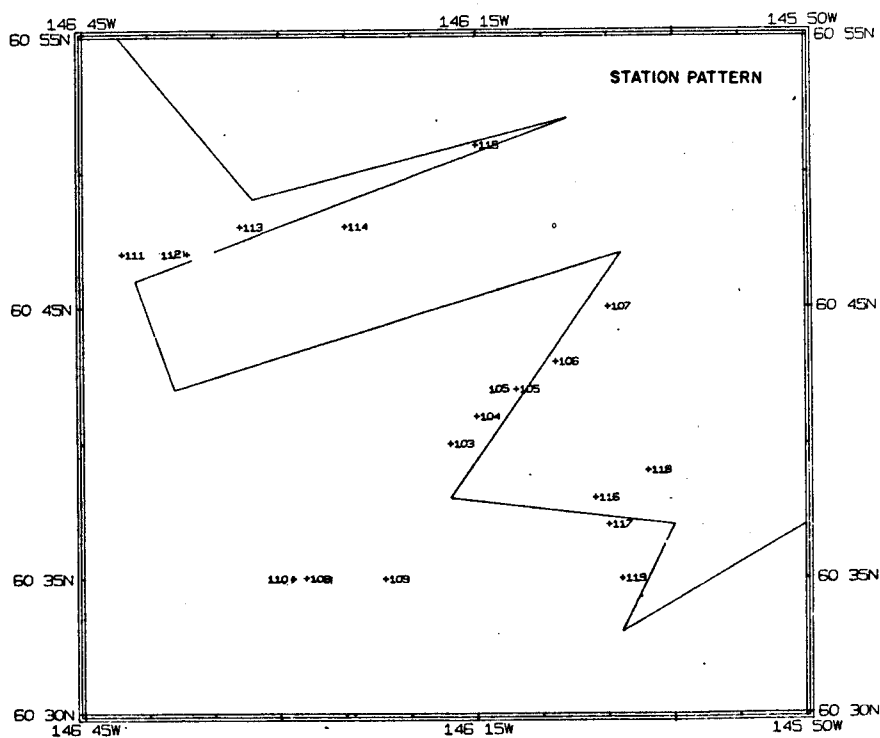 146 45W 146 15W 145 50W
60 55N 60 55N
STATION PATTERN
+115
+113 +114
+111 112+
60 45N +107 60 45N
+106
105 +105
+104
+103
+118
+116
+117
60 35N 110+ +108 +109 +119 60 35N
60 30N 60 30N
146 45W 146 15W 145 50W